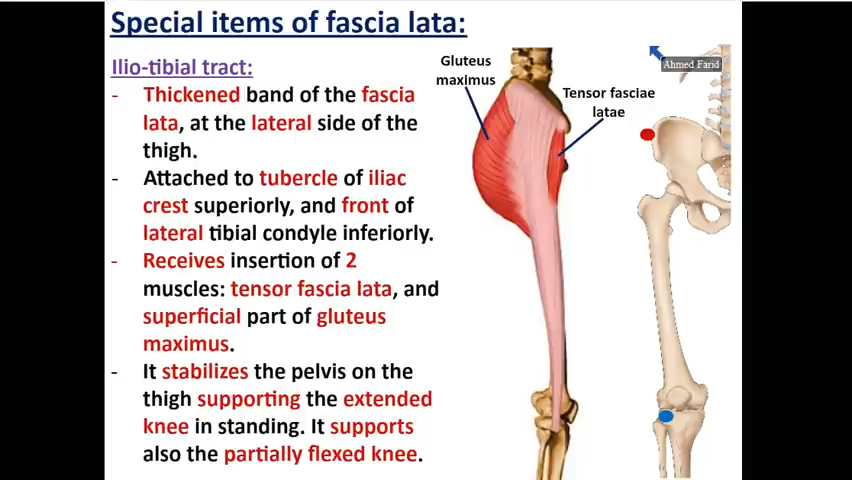 Special items of fascia lata:
Ilio-tibial tract:
- Thickened band of the fascia
lata, at the lateral side of the
thigh.
- Attached to tubercle of iliac
crest superiorly, and front of
lateral tibial condyle inferiorly.
- Receives insertion of 2
muscles: tensor fascia lata, and
superficial part of gluteus
maximus.
- It stabilizes the pelvis on the
thigh supporting the extended
knee in standing. It supports
also the partially flexed knee.
Gluteus
maximus
Tensor fasciae
latae
Ahmed Farid